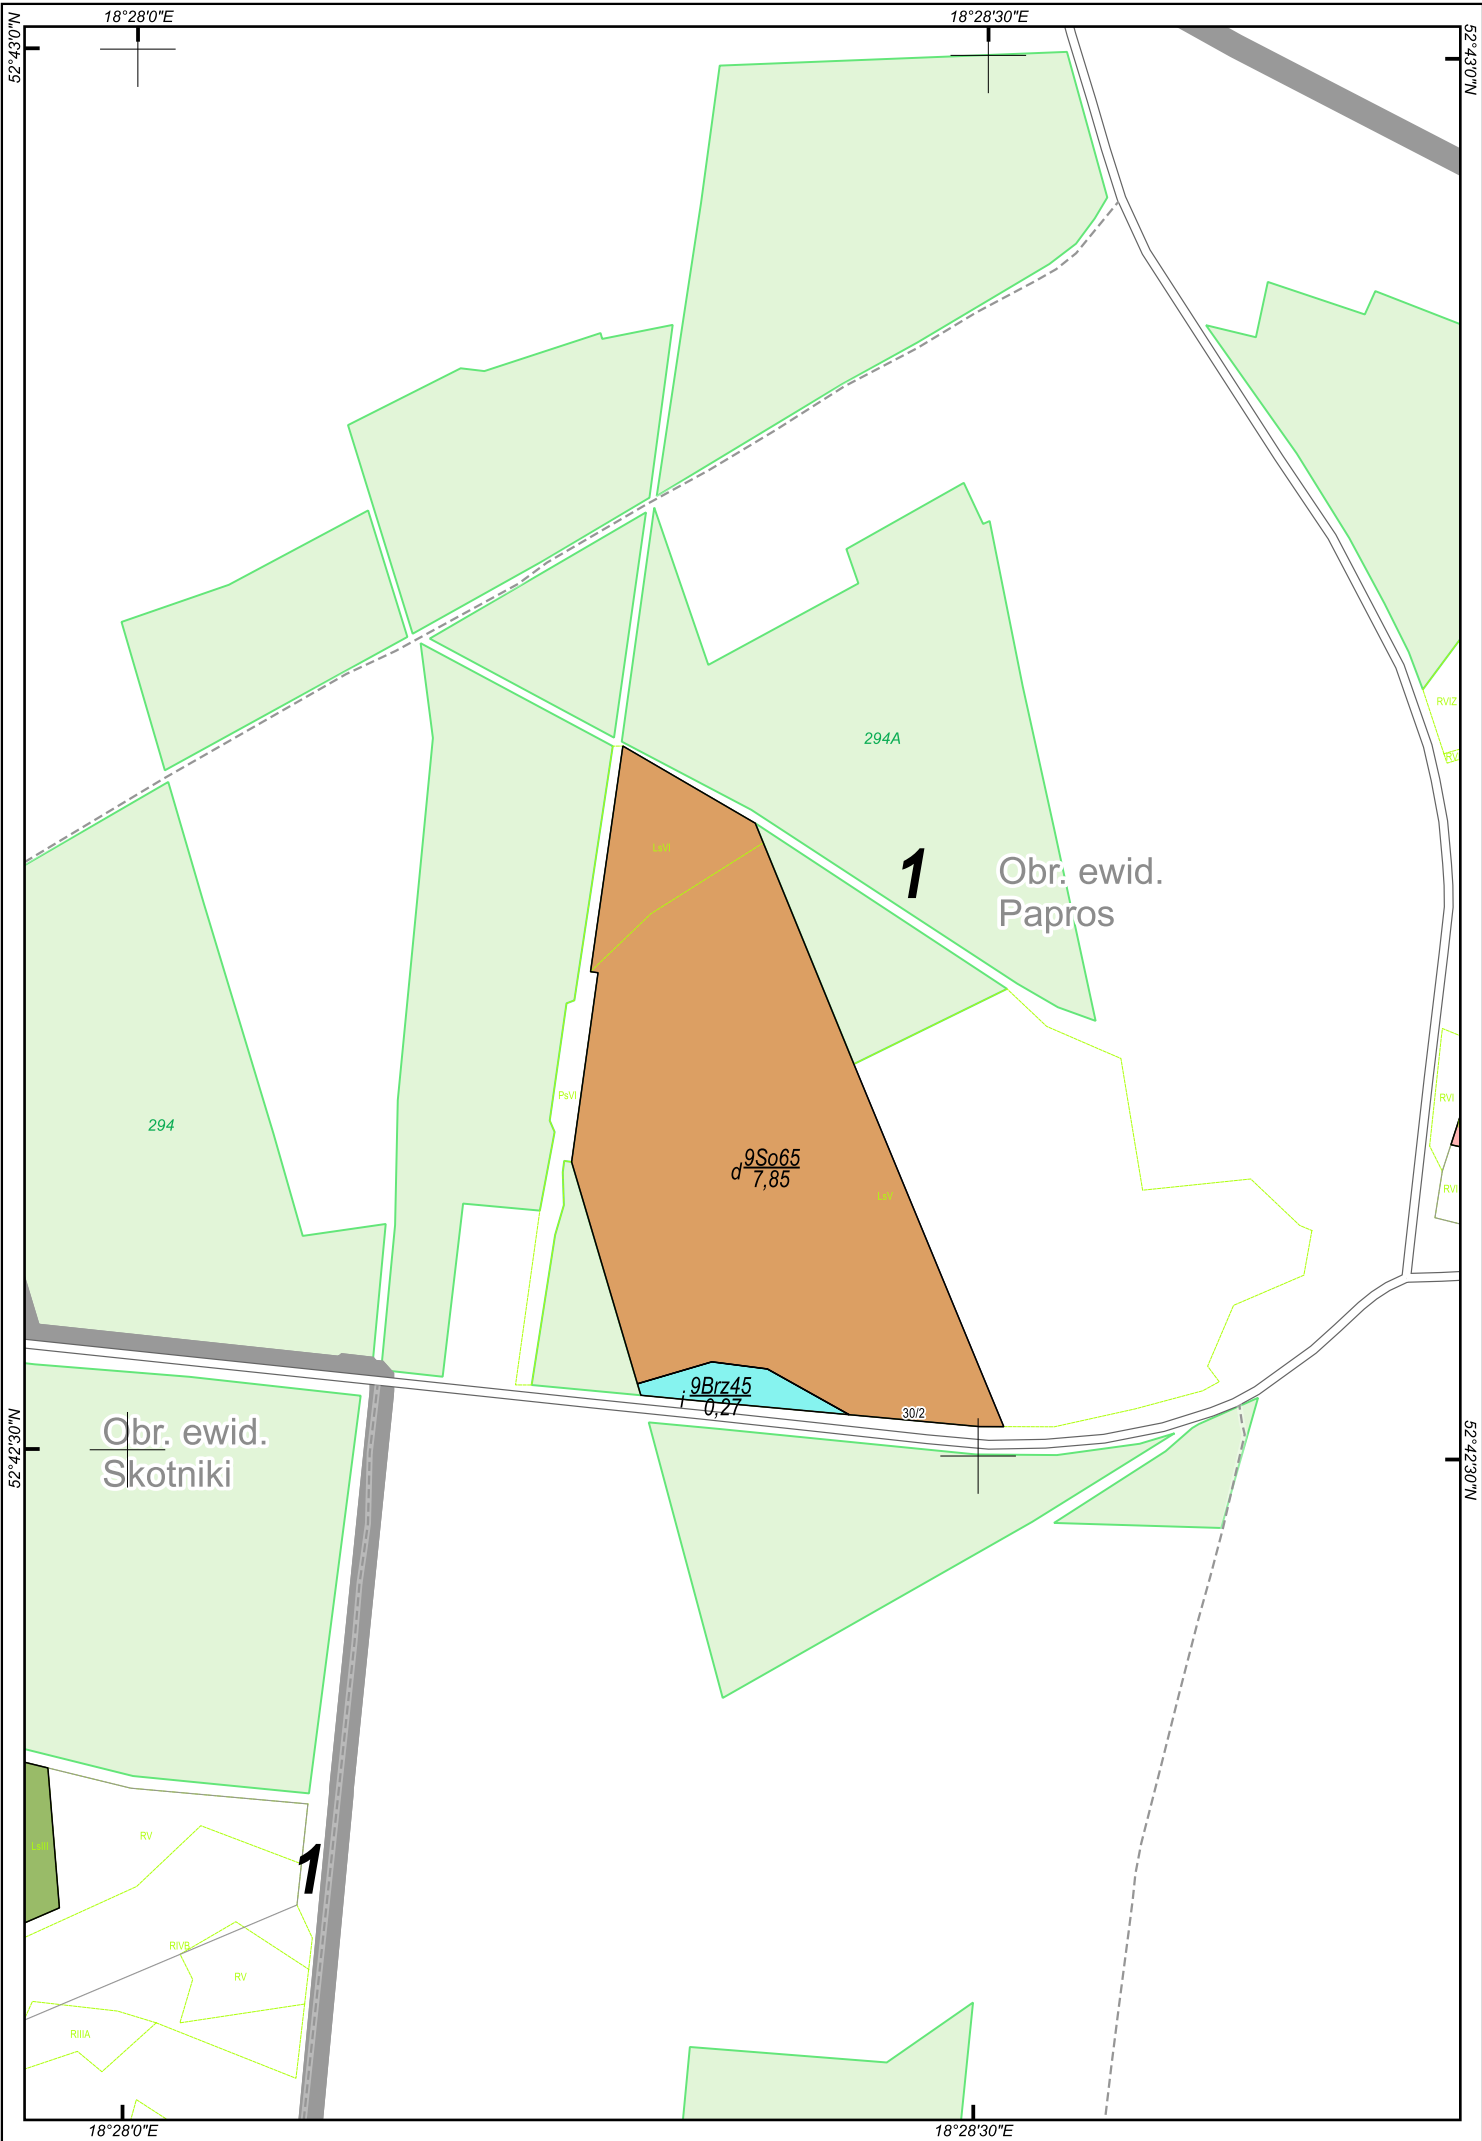 18°28'0"E
18°28'30"E
52°43'0"N
52°43'0"N
RVIZ
294A
LsVI
1
Obr. ewid.
Papros
PsVI
RVI
294
d 9So65
7,85
LsV
RVI
i 9Brz45
0,27
30/2
52°42'30"N
52°42'30"N
Obr. ewid.
Skotniki
RV
LsIII
1
RIVB
RV
RIIIA
18°28'0"E
18°28'30"E